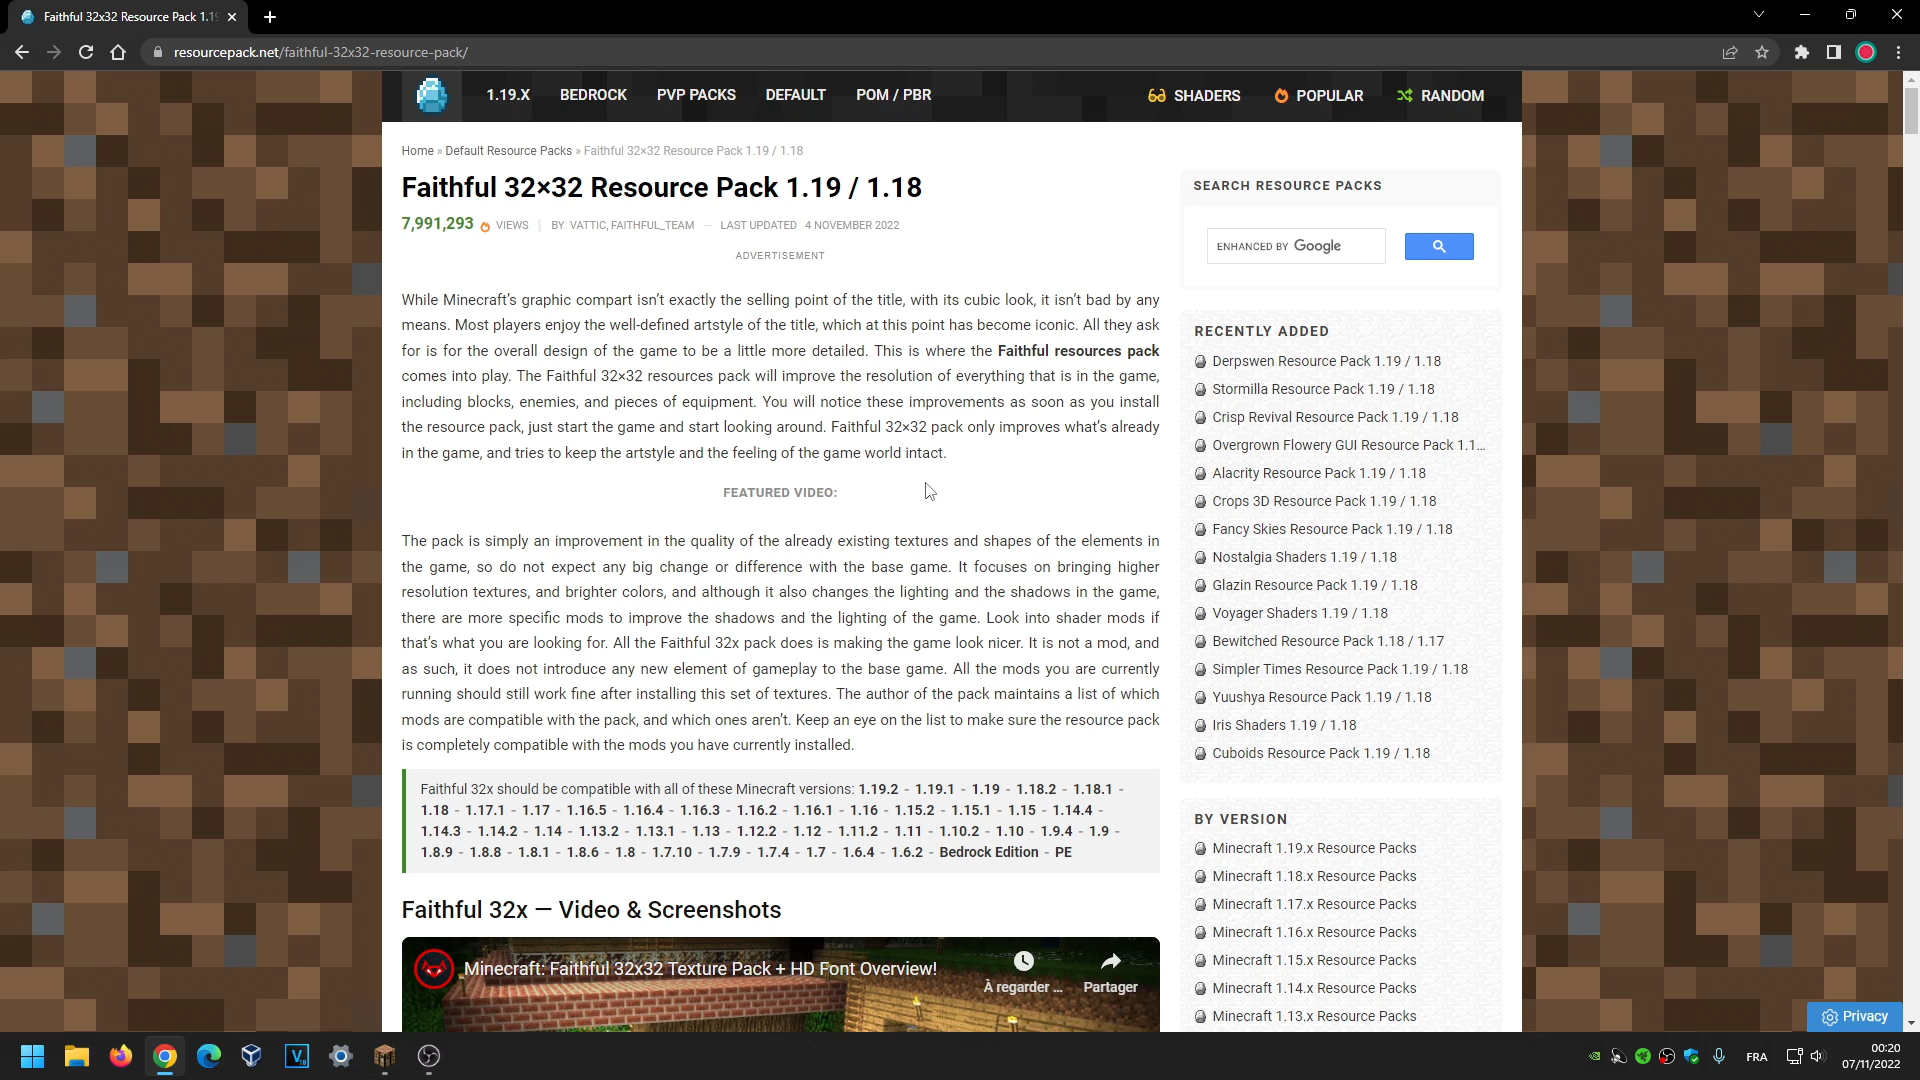 Faithful 32x32 Resource Pack 1.19
resourcepack.net/faithful-32x32-resource-pack/
1.19.X BEDROCK PVP PACKS DEFAULT POM / PBR SHADERS POPULAR RANDOM
Home » Default Resource Packs » Faithful 32×32 Resource Pack 1.19 / 1.18
Faithful 32×32 Resource Pack 1.19 / 1.18
7,991,293 VIEWS BY VATTIC, FAITHFUL_TEAM — LAST UPDATED 4 NOVEMBER 2022
ADVERTISEMENT
While Minecraft's graphic compart isn't exactly the selling point of the title, with its cubic look, it isn't bad by any
means. Most players enjoy the well-defined artstyle of the title, which at this point has become iconic. All they ask
for is for the overall design of the game to be a little more detailed. This is where the Faithful resources pack
comes into play. The Faithful 32×32 resources pack will improve the resolution of everything that is in the game,
including blocks, enemies, and pieces of equipment. You will notice these improvements as soon as you install
the resource pack, just start the game and start looking around. Faithful 32×32 pack only improves what's already
in the game, and tries to keep the artstyle and the feeling of the game world intact.
FEATURED VIDEO:
The pack is simply an improvement in the quality of the already existing textures and shapes of the elements in
the game, so do not expect any big change or difference with the base game. It focuses on bringing higher
resolution textures, and brighter colors, and although it also changes the lighting and the shadows in the game,
there are more specific mods to improve the shadows and the lighting of the game. Look into shader mods if
that's what you are looking for. All the Faithful 32x pack does is making the game look nicer. It is not a mod, and
as such, it does not introduce any new element of gameplay to the base game. All the mods you are currently
running should still work fine after installing this set of textures. The author of the pack maintains a list of which
mods are compatible with the pack, and which ones aren't. Keep an eye on the list to make sure the resource pack
is completely compatible with the mods you have currently installed.
Faithful 32x should be compatible with all of these Minecraft versions: 1.19.2 - 1.19.1 - 1.19 - 1.18.2 - 1.18.1 -
1.18 - 1.17.1 - 1.17 - 1.16.5 - 1.16.4 - 1.16.3 - 1.16.2 - 1.16.1 - 1.16 - 1.15.2 - 1.15.1 - 1.15 - 1.14.4 -
1.14.3 - 1.14.2 - 1.14 - 1.13.2 - 1.13.1 - 1.13 - 1.12.2 - 1.12 - 1.11.2 - 1.11 - 1.10.2 - 1.10 - 1.9.4 - 1.9 -
1.8.9 - 1.8.8 - 1.8.1 - 1.8.6 - 1.8 - 1.7.10 - 1.7.9 - 1.7.4 - 1.7 - 1.6.4 - 1.6.2 - Bedrock Edition - PE
Faithful 32x — Video & Screenshots
Minecraft: Faithful 32x32 Texture Pack + HD Font Overview!
À regarder ... Partager
SEARCH RESOURCE PACKS
ENHANCED BY Google
RECENTLY ADDED
Derpswen Resource Pack 1.19 / 1.18
Stormilla Resource Pack 1.19 / 1.18
Crisp Revival Resource Pack 1.19 / 1.18
Overgrown Flowery GUI Resource Pack 1.1...
Alacrity Resource Pack 1.19 / 1.18
Crops 3D Resource Pack 1.19 / 1.18
Fancy Skies Resource Pack 1.19 / 1.18
Nostalgia Shaders 1.19 / 1.18
Glazin Resource Pack 1.19 / 1.18
Voyager Shaders 1.19 / 1.18
Bewitched Resource Pack 1.18 / 1.17
Simpler Times Resource Pack 1.19 / 1.18
Yuushya Resource Pack 1.19 / 1.18
Iris Shaders 1.19 / 1.18
Cuboids Resource Pack 1.19 / 1.18
BY VERSION
Minecraft 1.19.x Resource Packs
Minecraft 1.18.x Resource Packs
Minecraft 1.17.x Resource Packs
Minecraft 1.16.x Resource Packs
Minecraft 1.15.x Resource Packs
Minecraft 1.14.x Resource Packs
Minecraft 1.13.x Resource Packs
Privacy
FRA
00:20
07/11/2022